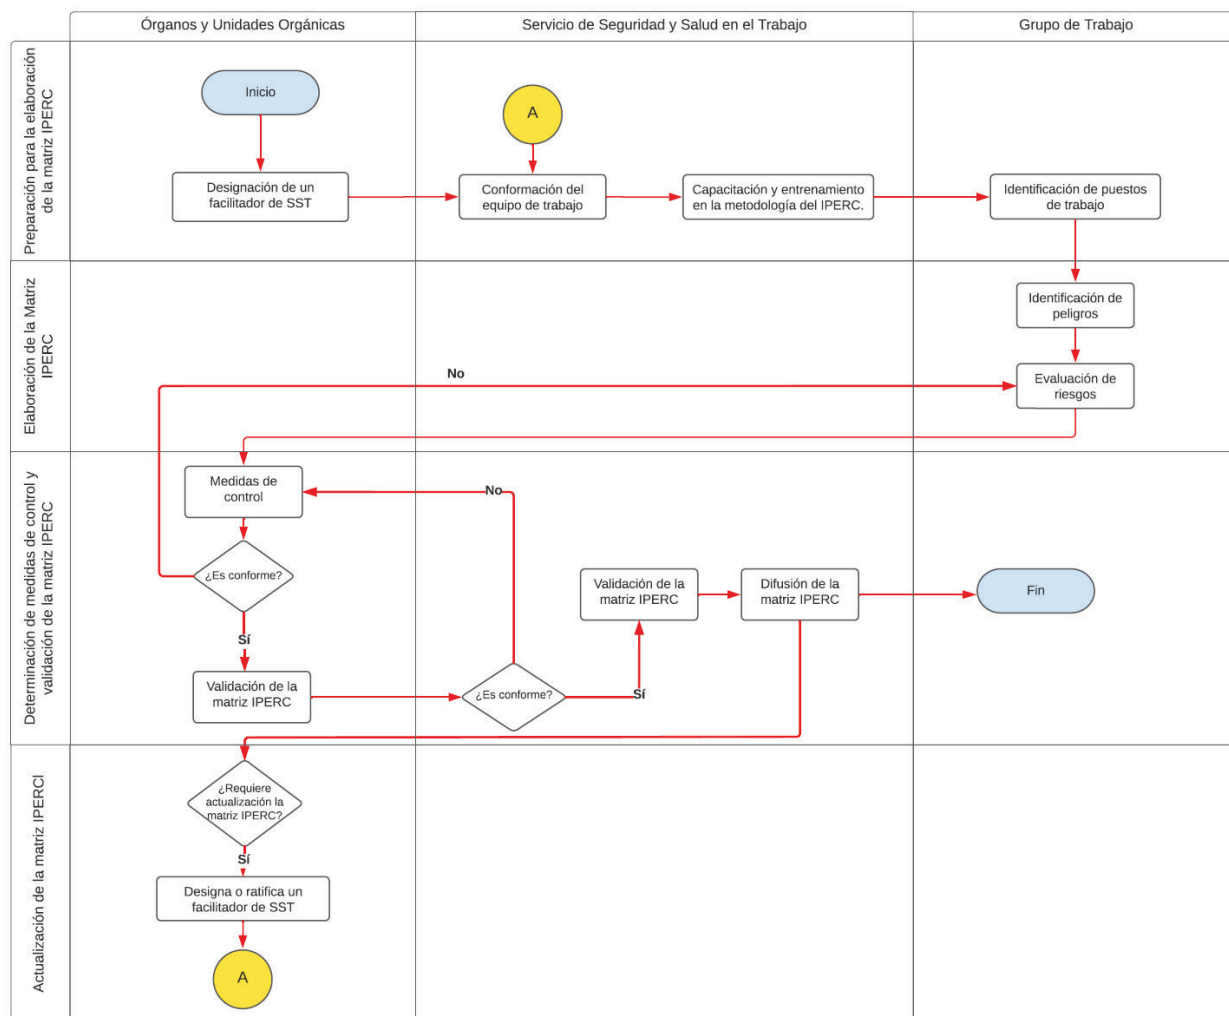 Órganos y Unidades Orgánicas
Servicio de Seguridad y Salud en el Trabajo
Grupo de Trabajo
Preparación para la elaboración
de la matriz IPERC
Inicio
A
Designación de un
facilitador de SST
Conformación del
equipo de trabajo
Capacitación y entrenamiento
en la metodología del IPERC.
Identificación de puestos
de trabajo
Elaboración de la Matriz
IPERC
Identificación de
peligros
No
Evaluación de
riesgos
Determinación de medidas de control y
validación de la matriz IPERC
Medidas de
control
No
¿Es conforme?
Validación de la
matriz IPERC
Difusión de la
matriz IPERC
Fin
Sí
Validación de la
matriz IPERC
¿Es conforme?
Sí
Actualización de la matriz IPERCI
¿Requiere
actualización la
matriz IPERC?
Sí
Designa o ratifica un
facilitador de SST
A